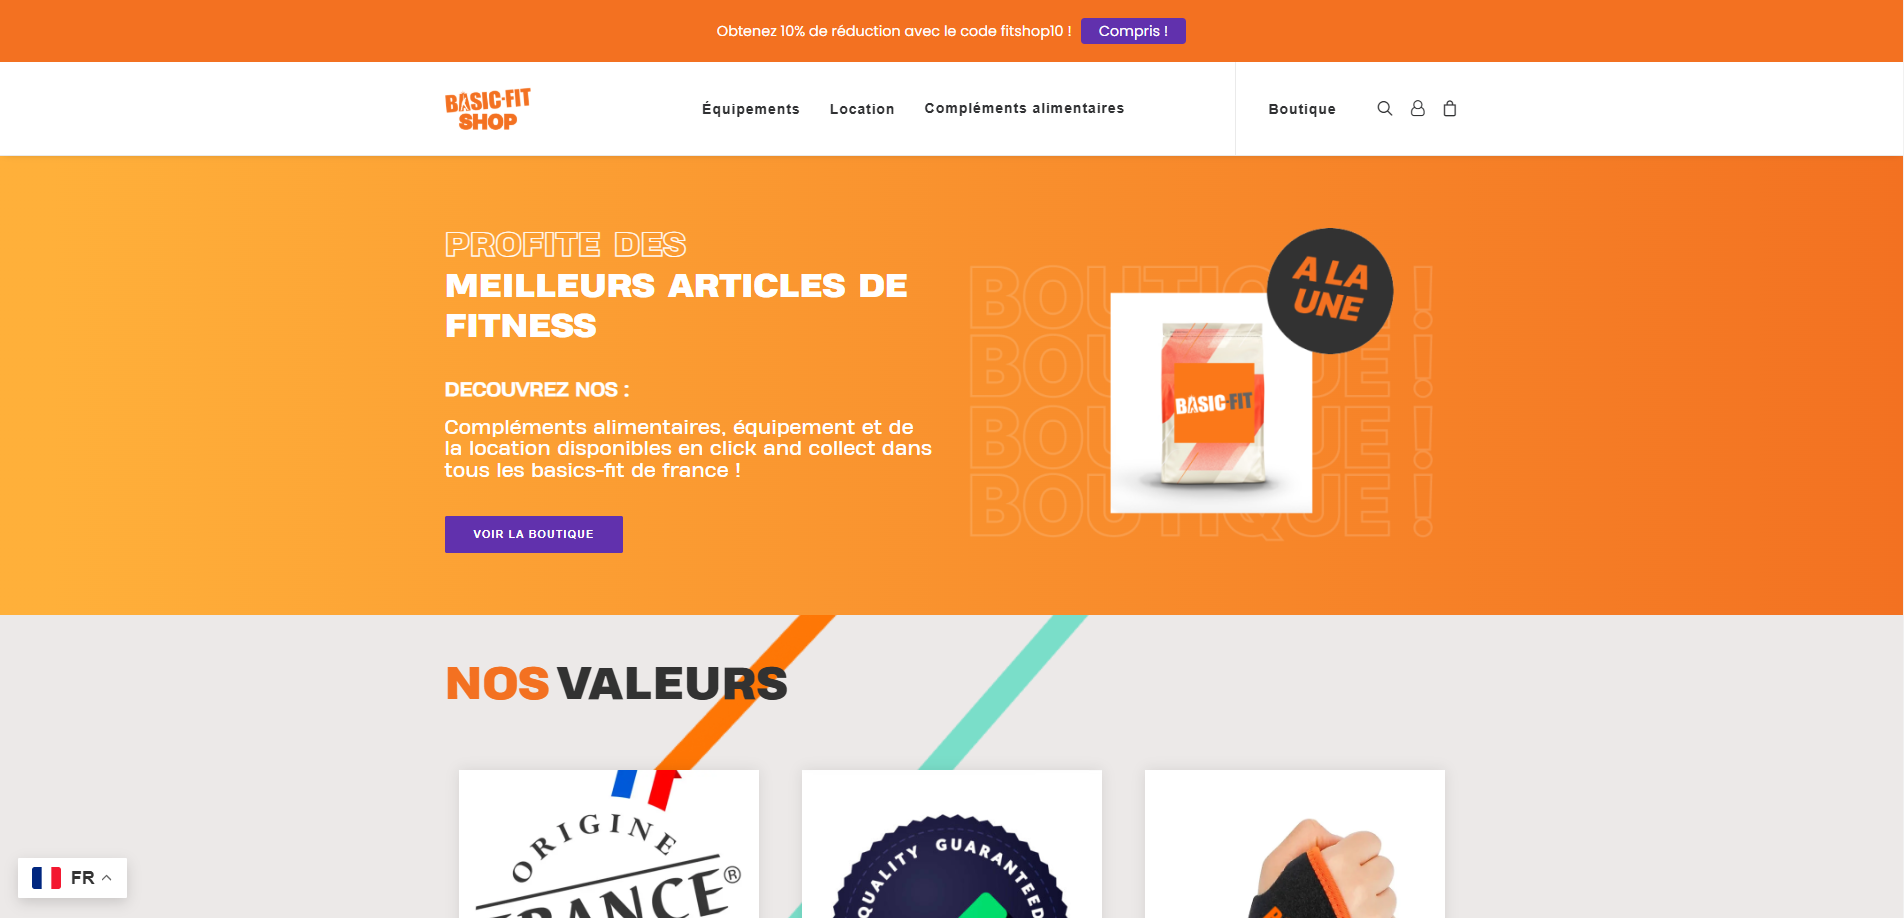 Obtenez 10% de réduction avec le code fitshop10 !
Compris !
BASIC-FIT
SHOP
Équipements
Location
Compléments alimentaires
Boutique
PROFITE DES
MEILLEURS ARTICLES DE
FITNESS
DECOUVREZ NOS :
Compléments alimentaires, équipement et de
la location disponibles en click and collect dans
tous les basics-fit de france !
VOIR LA BOUTIQUE
BOUTIQUE !
BOUTIQUE !
BOUTIQUE !
BOUTIQUE !
A LA
UNE
BASIC-FIT
NOS VALEURS
ORIGINE
FRANCE ®
QUALITY GUARANTEED
FR